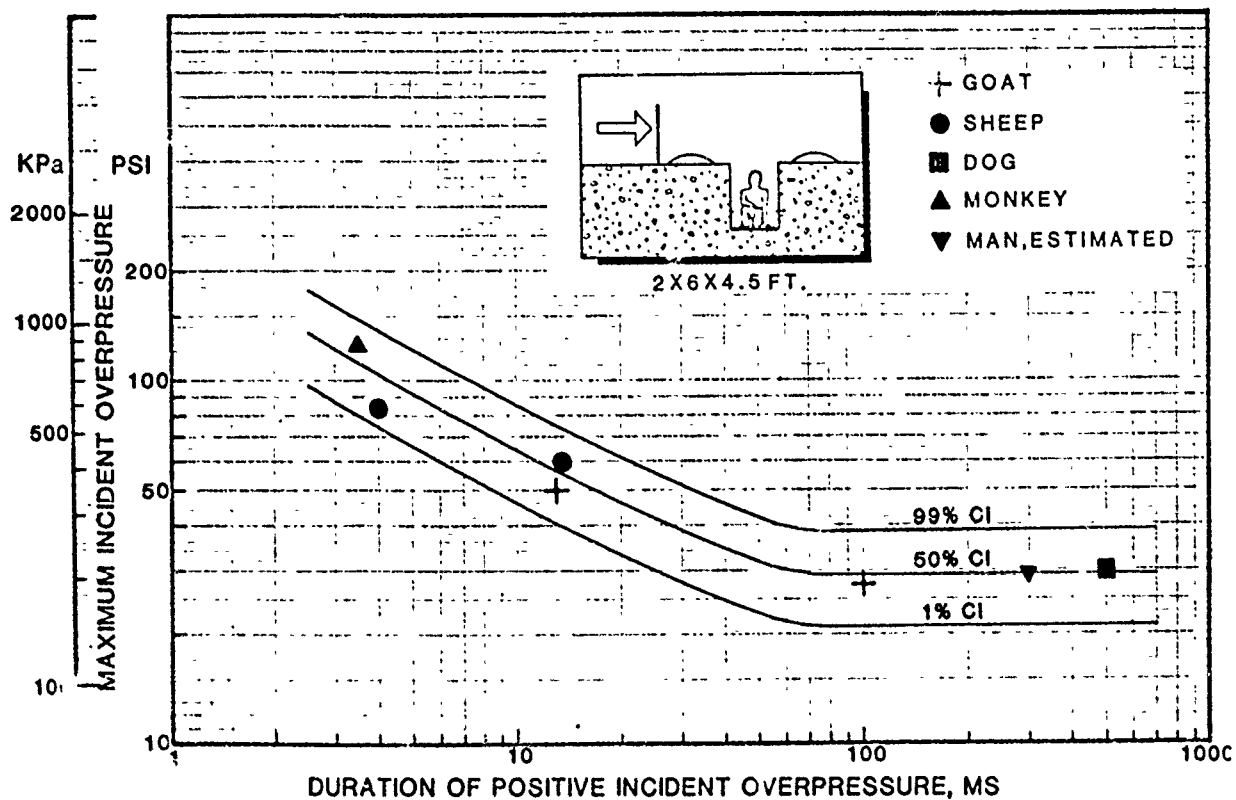 KPa
PSI
2000
1000
500
10
200
100
50
10
MAXIMUM INCIDENT OVERPRESSURE
GOAT
SHEEP
DOG
MONKEY
MAN, ESTIMATED
2X6X4.5 FT.
99% CI
50% CI
1% CI
1
10
100
1000
DURATION OF POSITIVE INCIDENT OVERPRESSURE, MS